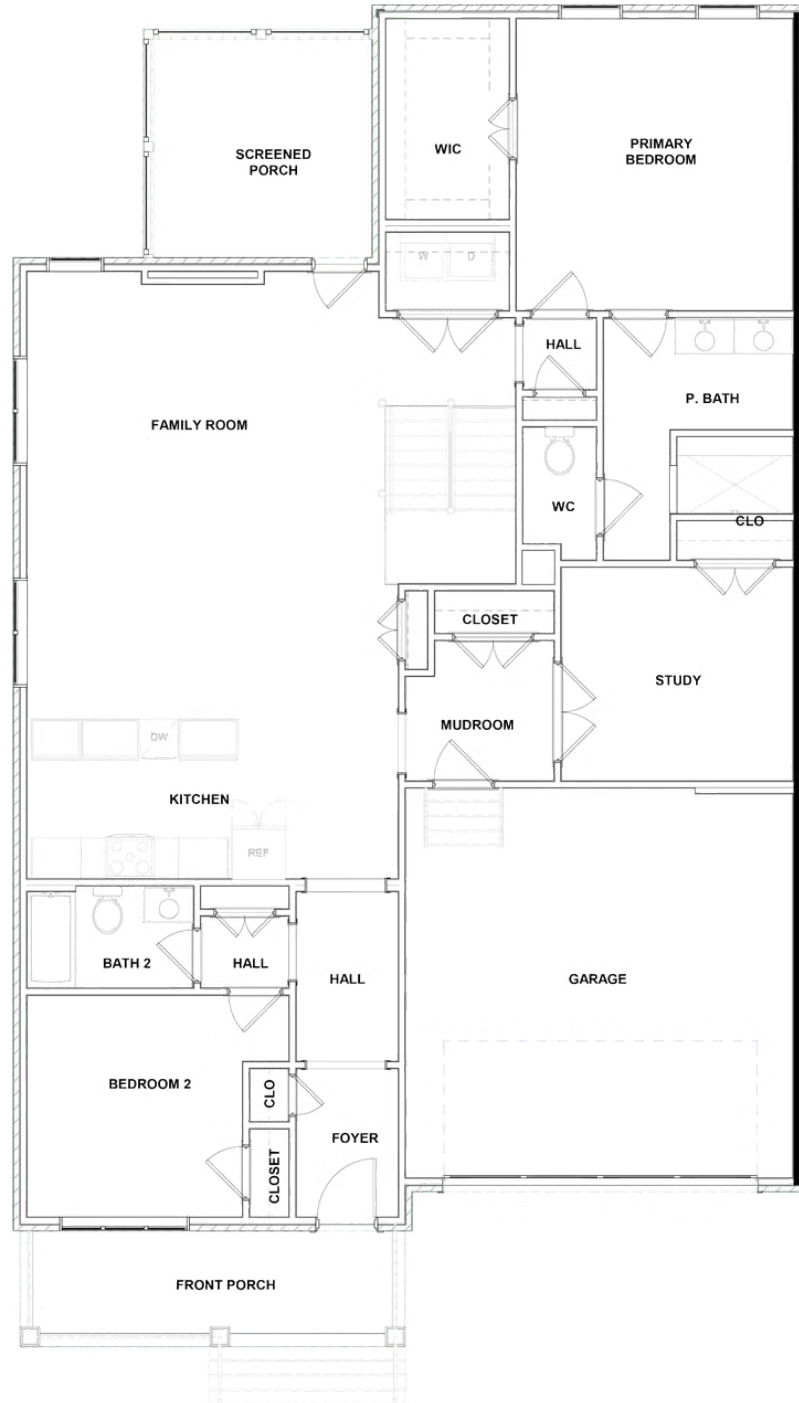 SCREENED
PORCH
WIC
PRIMARY
BEDROOM
W
D
HALL
FAMILY ROOM
P. BATH
WC
CLO
CLOSET
STUDY
MUDROOM
DW
KITCHEN
REF
BATH 2
HALL
HALL
GARAGE
BEDROOM 2
CLO
FOYER
CLOSET
FRONT PORCH